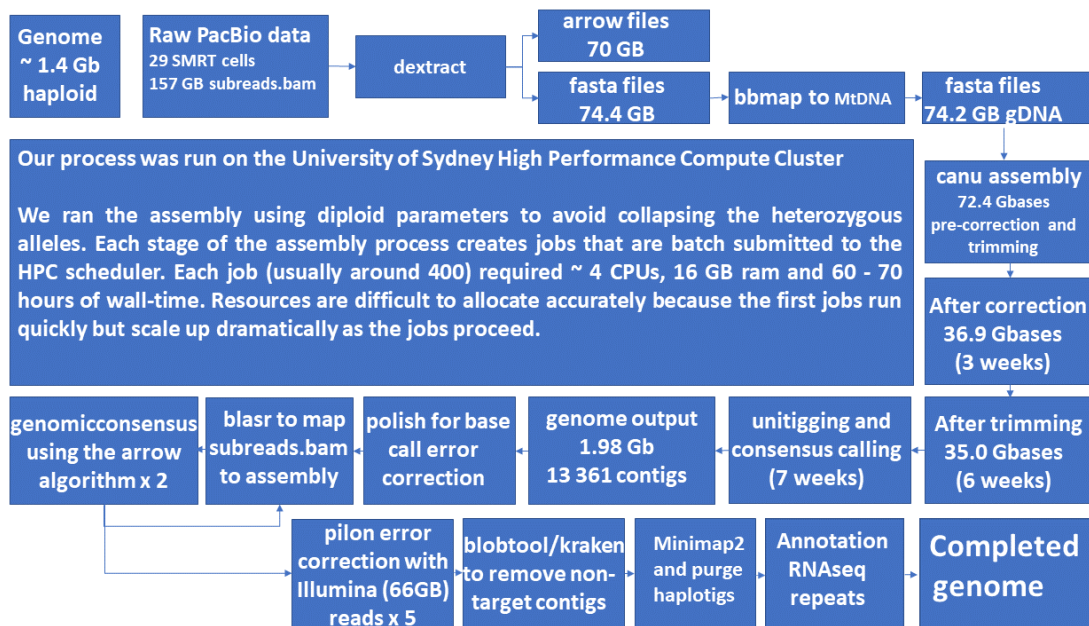 Genome
~ 1.4 Gb
haploid
Raw PacBio data
29 SMRT cells
157 GB subreads.bam
dextract
arrow files
70 GB
fasta files
74.4 GB
bbmap to MtDNA
fasta files
74.2 GB gDNA
Our process was run on the University of Sydney High Performance Compute Cluster
We ran the assembly using diploid parameters to avoid collapsing the heterozygous
alleles. Each stage of the assembly process creates jobs that are batch submitted to the
HPC scheduler. Each job (usually around 400) required ~ 4 CPUs, 16 GB ram and 60 - 70
hours of wall-time. Resources are difficult to allocate accurately because the first jobs run
quickly but scale up dramatically as the jobs proceed.
canu assembly
72.4 Gbases
pre-correction and
trimming
After correction
36.9 Gbases
(3 weeks)
After trimming
35.0 Gbases
(6 weeks)
unitigging and
consensus calling
(7 weeks)
genome output
1.98 Gb
13 361 contigs
polish for base
call error
correction
blasr to map
subreads.bam
to assembly
genomicconsensus
using the arrow
algorithm x 2
pilon error
correction with
Illumina (66GB)
reads x 5
blobtool/kraken
to remove non-
target contigs
Minimap2
and purge
haplotigs
Annotation
RNAseq
repeats
Completed
genome